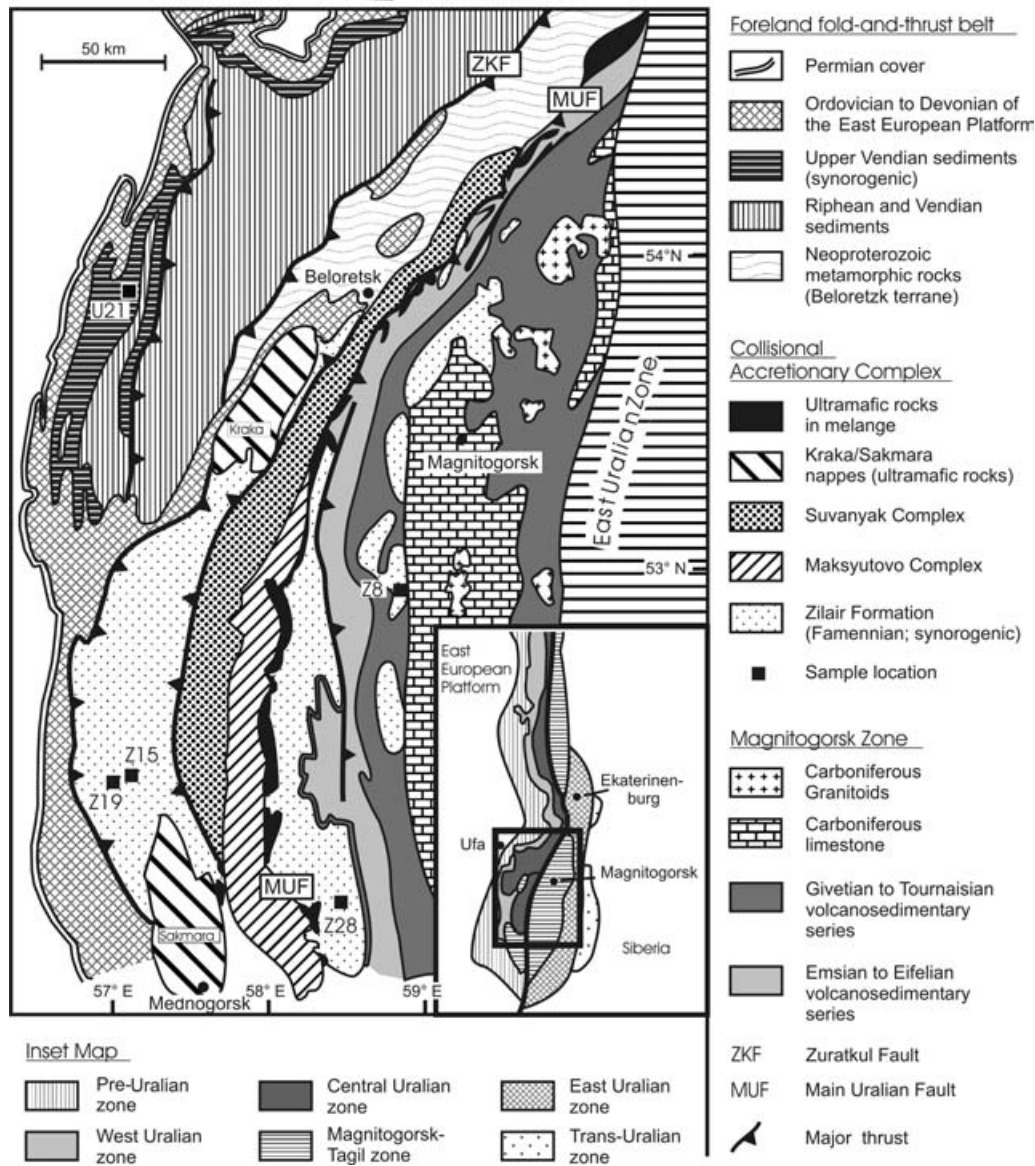 50 km
ZKF
MUF
Beloretsk
U21
54°N
Kraka
Magnitogorsk
East Uralian Zone
53° N
Z8
Z15
Z19
MUF
Z28
Sakmara
Mednogorsk
57° E
58° E
59° E
East
European
Platform
Ekaterinen-
burg
Ufa
Magnitogorsk
Siberia
Foreland fold-and-thrust belt
Permian cover
Ordovician to Devonian of
the East European Platform
Upper Vendian sediments
(synorogenic)
Riphean and Vendian
sediments
Neoproterozoic
metamorphic rocks
(Beloretzk terrane)
Collisional
Accretionary Complex
Ultramafic rocks
in melange
Kraka/Sakmara
nappes (ultramafic rocks)
Suvanyak Complex
Maksyutovo Complex
Zilair Formation
(Famennian; synorogenic)
Sample location
Magnitogorsk Zone
Carboniferous
Granitoids
Carboniferous
limestone
Givetian to Tournaisian
volcanosedimentary
series
Emsian to Eifelian
volcanosedimentary
series
ZKF Zuratkul Fault
MUF Main Uralian Fault
Major thrust
Inset Map
Pre-Uralian
zone
West Uralian
zone
Central Uralian
zone
Magnitogorsk-
Tagil zone
East Uralian
zone
Trans-Uralian
zone